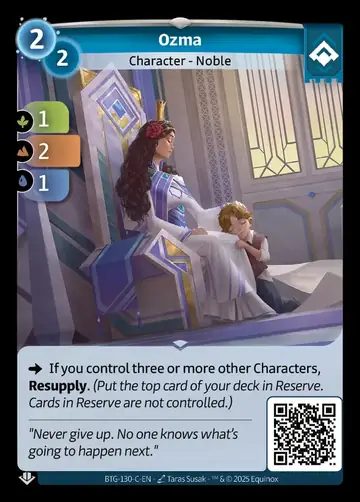 2
2
Ozma
Character - Noble
1
2
1
If you control three or more other Characters,
Resupply. (Put the top card of your deck in Reserve.
Cards in Reserve are not controlled.)
"Never give up. No one knows what's
going to happen next."
BTG-130-C-EN - Taras Susak - ™ & © 2025 Equinox